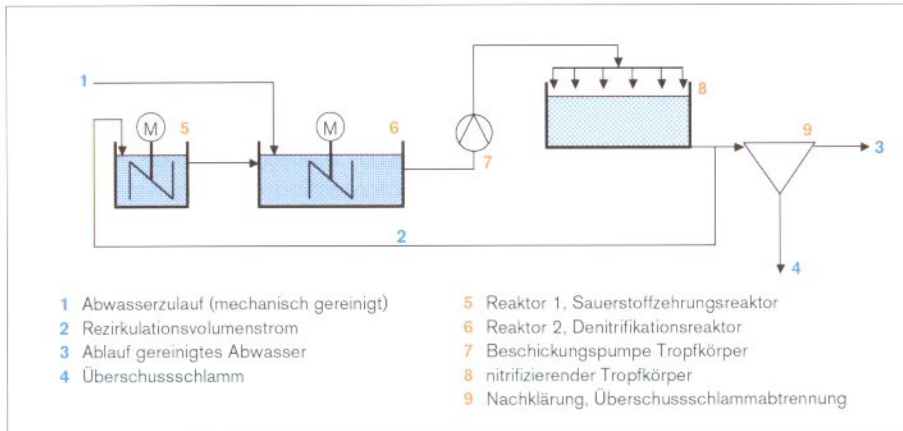 1
M
5
M
6
7
8
9
3
2
4
1 Abwasserzulauf (mechanisch gereinigt)
2 Rezirkulationsvolumenstrom
3 Ablauf gereinigtes Abwasser
4 Überschussschlamm
5 Reaktor 1, Sauerstoffzehrungsreaktor
6 Reaktor 2, Denitrifikationsreaktor
7 Beschickungspumpe Tropfkörper
8 nitrifizierender Tropfkörper
9 Nachklärung, Überschussschlammabtrennung